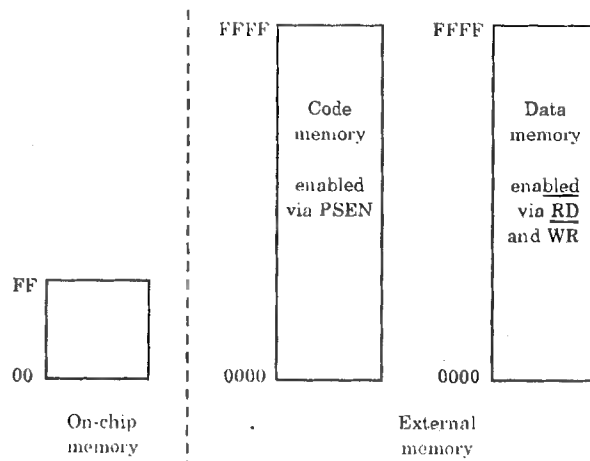 FFFF
Code
memory
enabled
via PSEN
0000
FFFF
Data
memory
enabled
via RD
and WR
0000
FF
00
On-chip
memory
External
memory